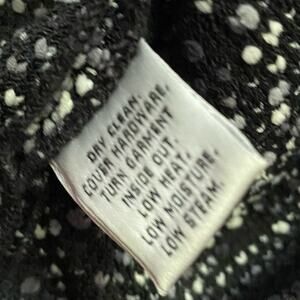 DRY CLEAN.
COVER HARDWARE,
TURN GARMENT
INSIDE OUT.
LOW HEAT,
LOW MOISTURE,
LOW STEAM.